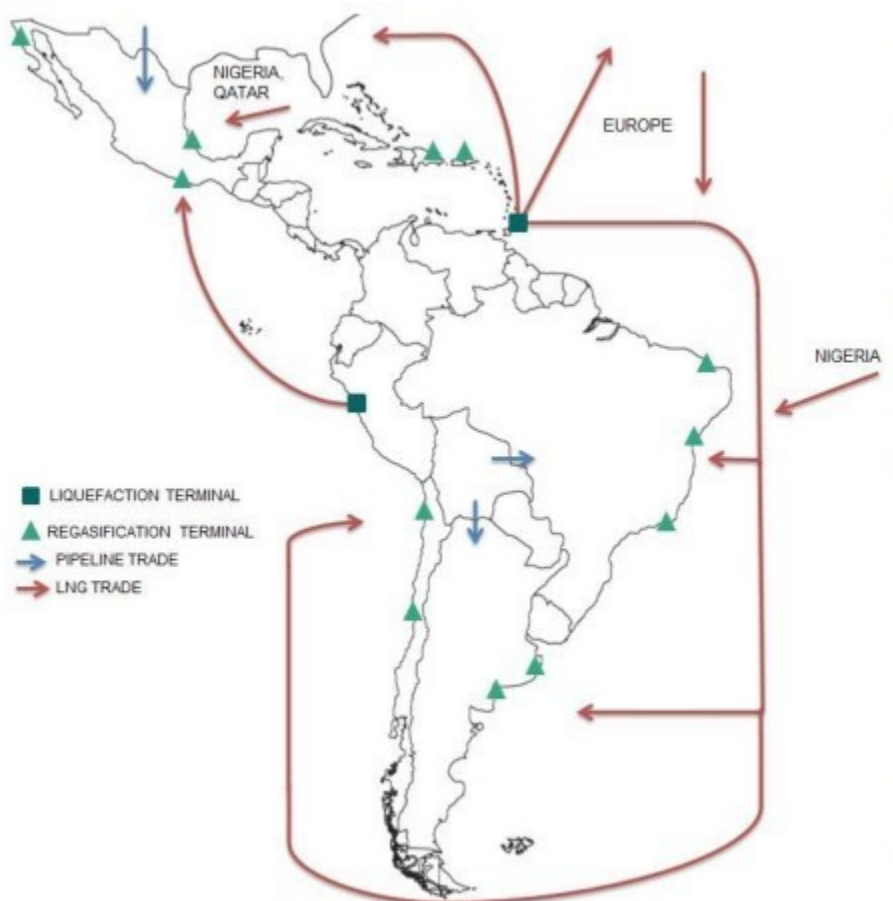 NIGERIA,
QATAR
EUROPE
NIGERIA
LIQUEFACTION TERMINAL
REGASIFICATION TERMINAL
PIPELINE TRADE
LNG TRADE